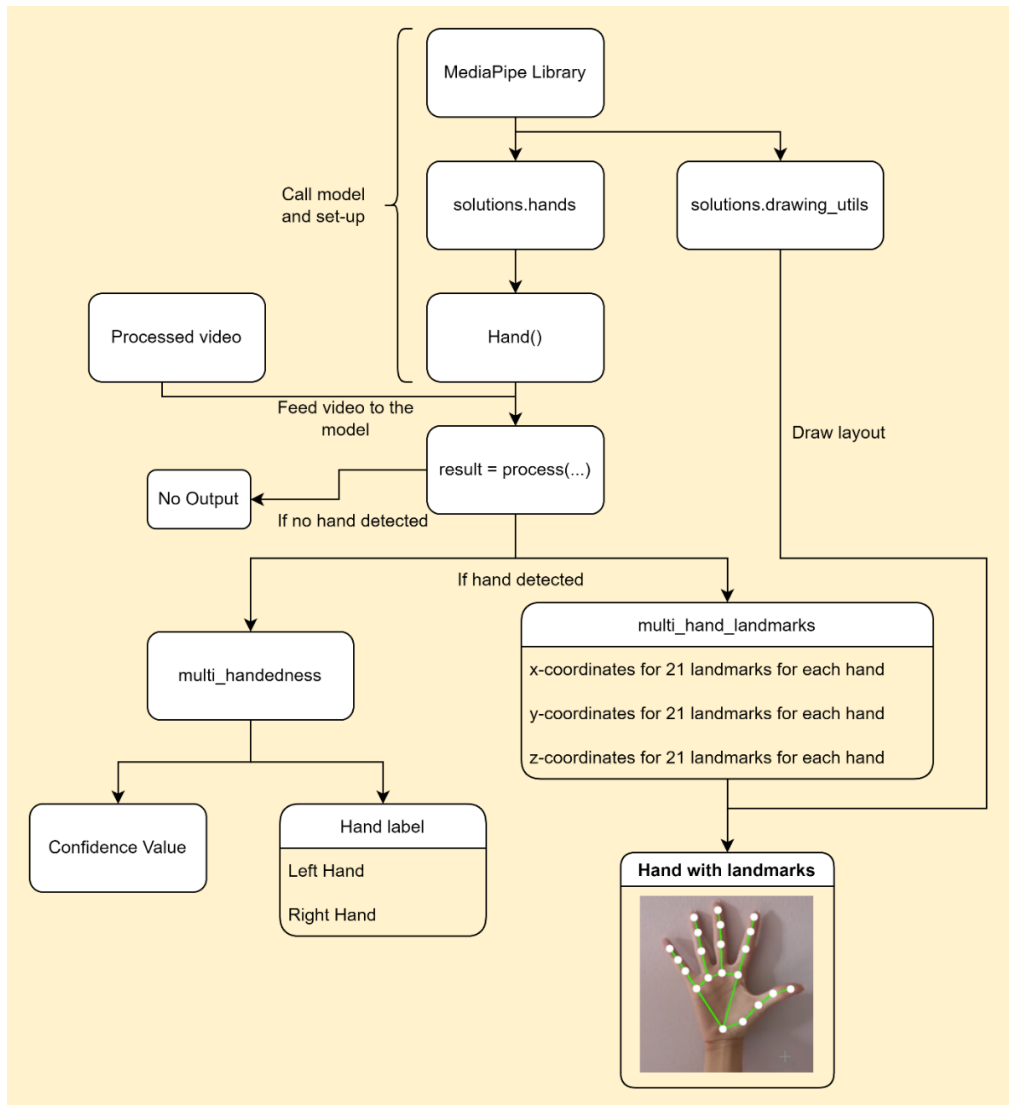 MediaPipe Library
Call model
and set-up
solutions.hands
solutions.drawing_utils
Processed video
Hand()
Feed video to the
model
Draw layout
result = process(...)
No Output
If no hand detected
If hand detected
multi_handedness
multi_hand_landmarks
x-coordinates for 21 landmarks for each hand
y-coordinates for 21 landmarks for each hand
z-coordinates for 21 landmarks for each hand
Confidence Value
Hand label
Left Hand
Right Hand
Hand with landmarks